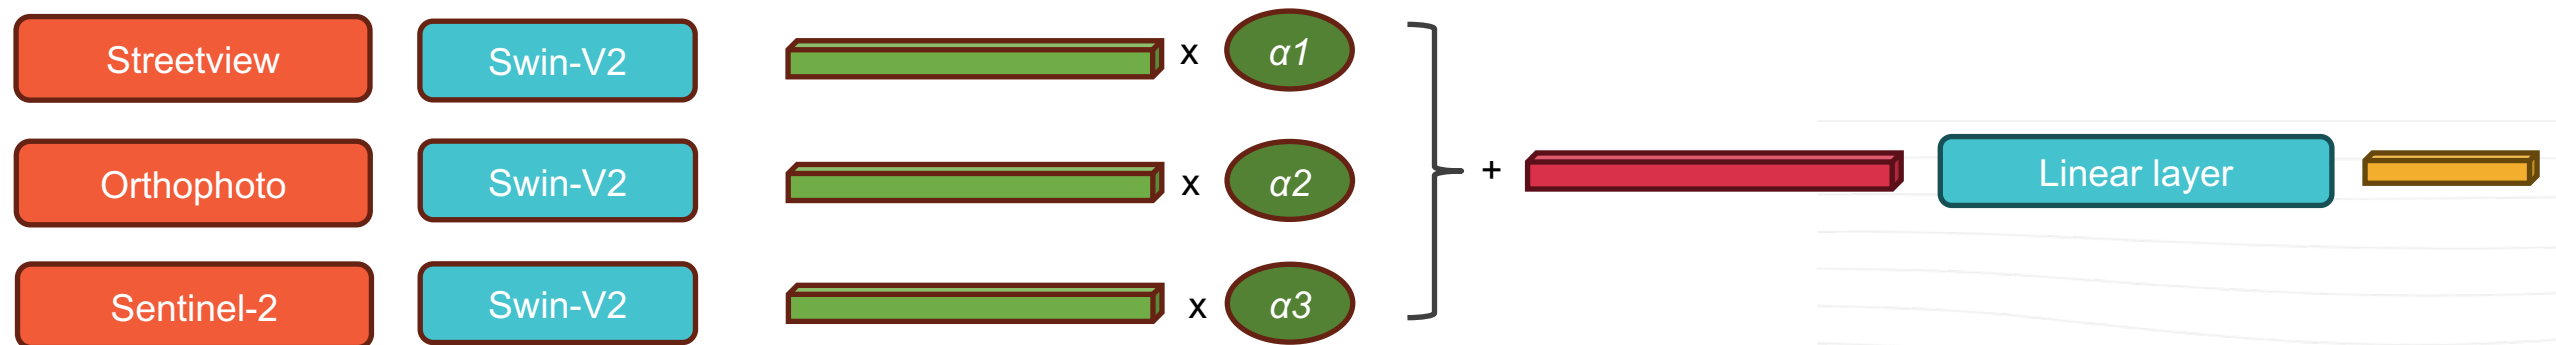 Streetview Swin-V2 x α1
Orthophoto Swin-V2 x α2 + Linear layer
Sentinel-2 Swin-V2 x α3